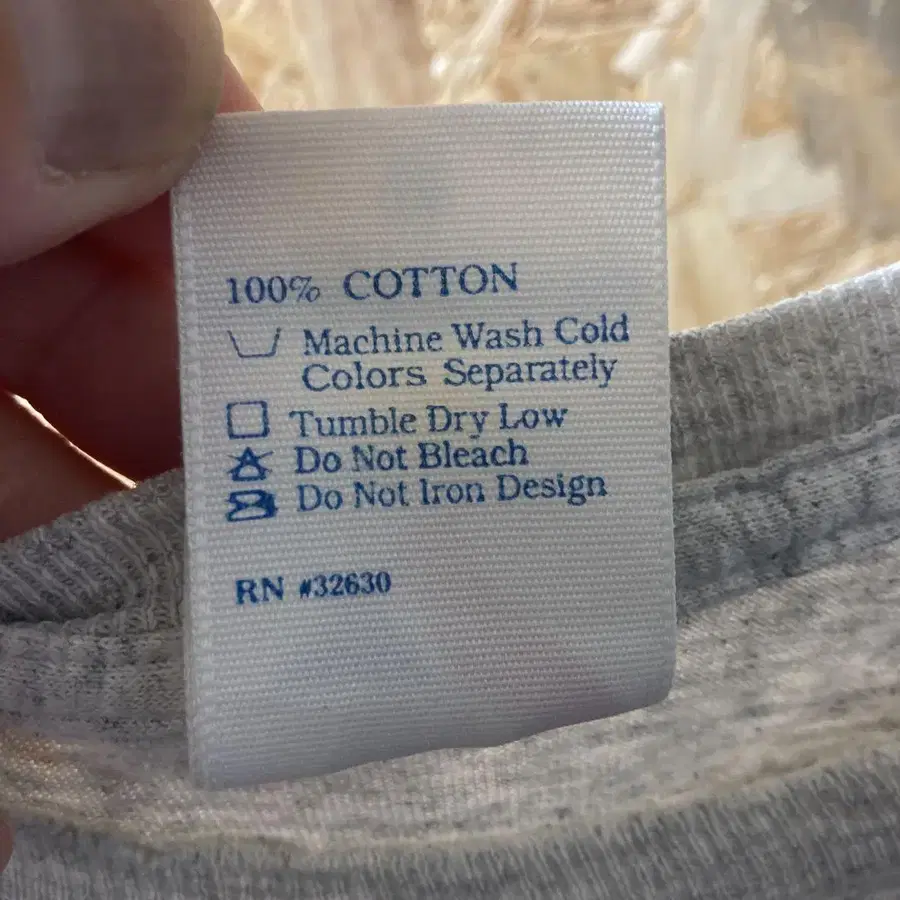 100% COTTON
Machine Wash Cold
Colors Separately
Tumble Dry Low
Do Not Bleach
Do Not Iron Design
RN #32630